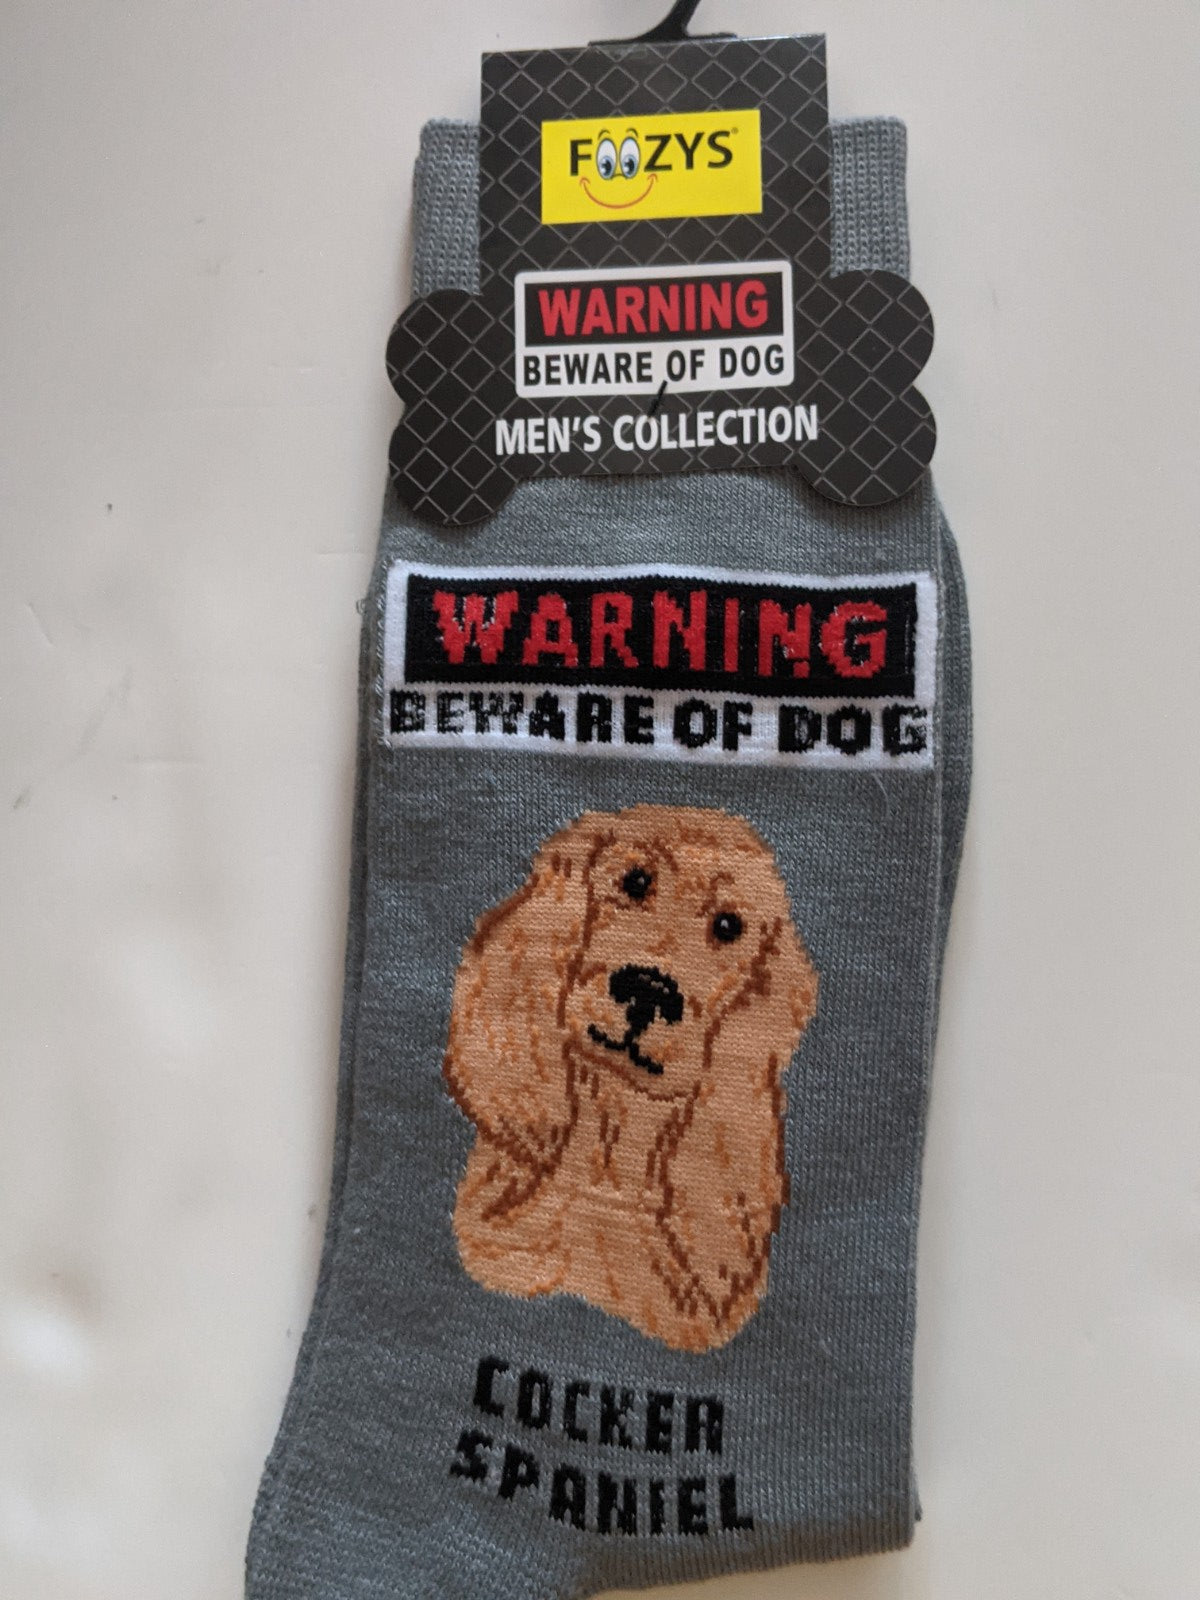 FOOZYS®
WARNING
BEWARE OF DOG
MEN'S COLLECTION
WARNING
BEWARE OF DOG
COCKER
SPANIEL